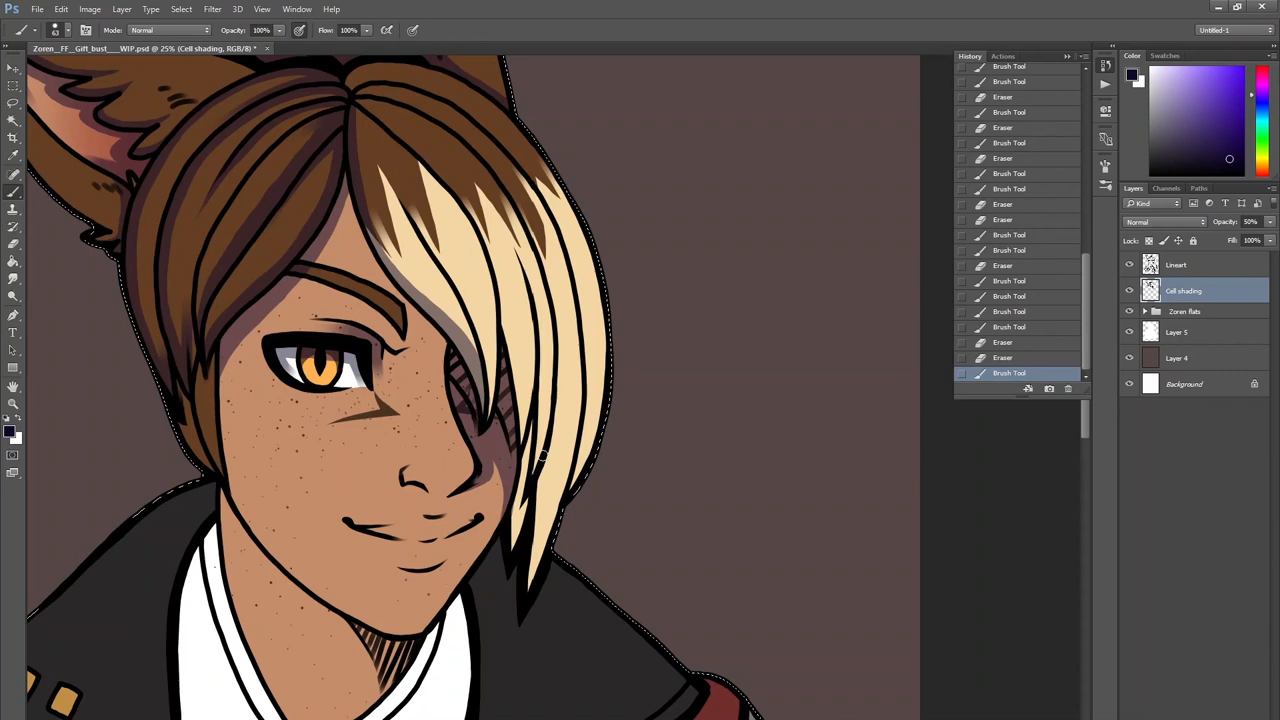 Ps File Edit Image Layer Type Select Filter 3D View Window Help
63 Mode: Normal Opacity: 100% Flow: 100% Untitled-1
Zoren__FF__Gift_bust___WIP.psd @ 25% (Cell shading, RGB/8) *
History Actions
Brush Tool
Brush Tool
Eraser
Brush Tool
Eraser
Brush Tool
Eraser
Brush Tool
Brush Tool
Eraser
Eraser
Brush Tool
Brush Tool
Eraser
Brush Tool
Brush Tool
Brush Tool
Brush Tool
Eraser
Eraser
Brush Tool
Color Swatches
Layers Channels Paths
Kind
Normal Opacity: 50%
Lock: Fill: 100%
Lineart
Cell shading
Zoren flats
Layer 5
Layer 4
Background